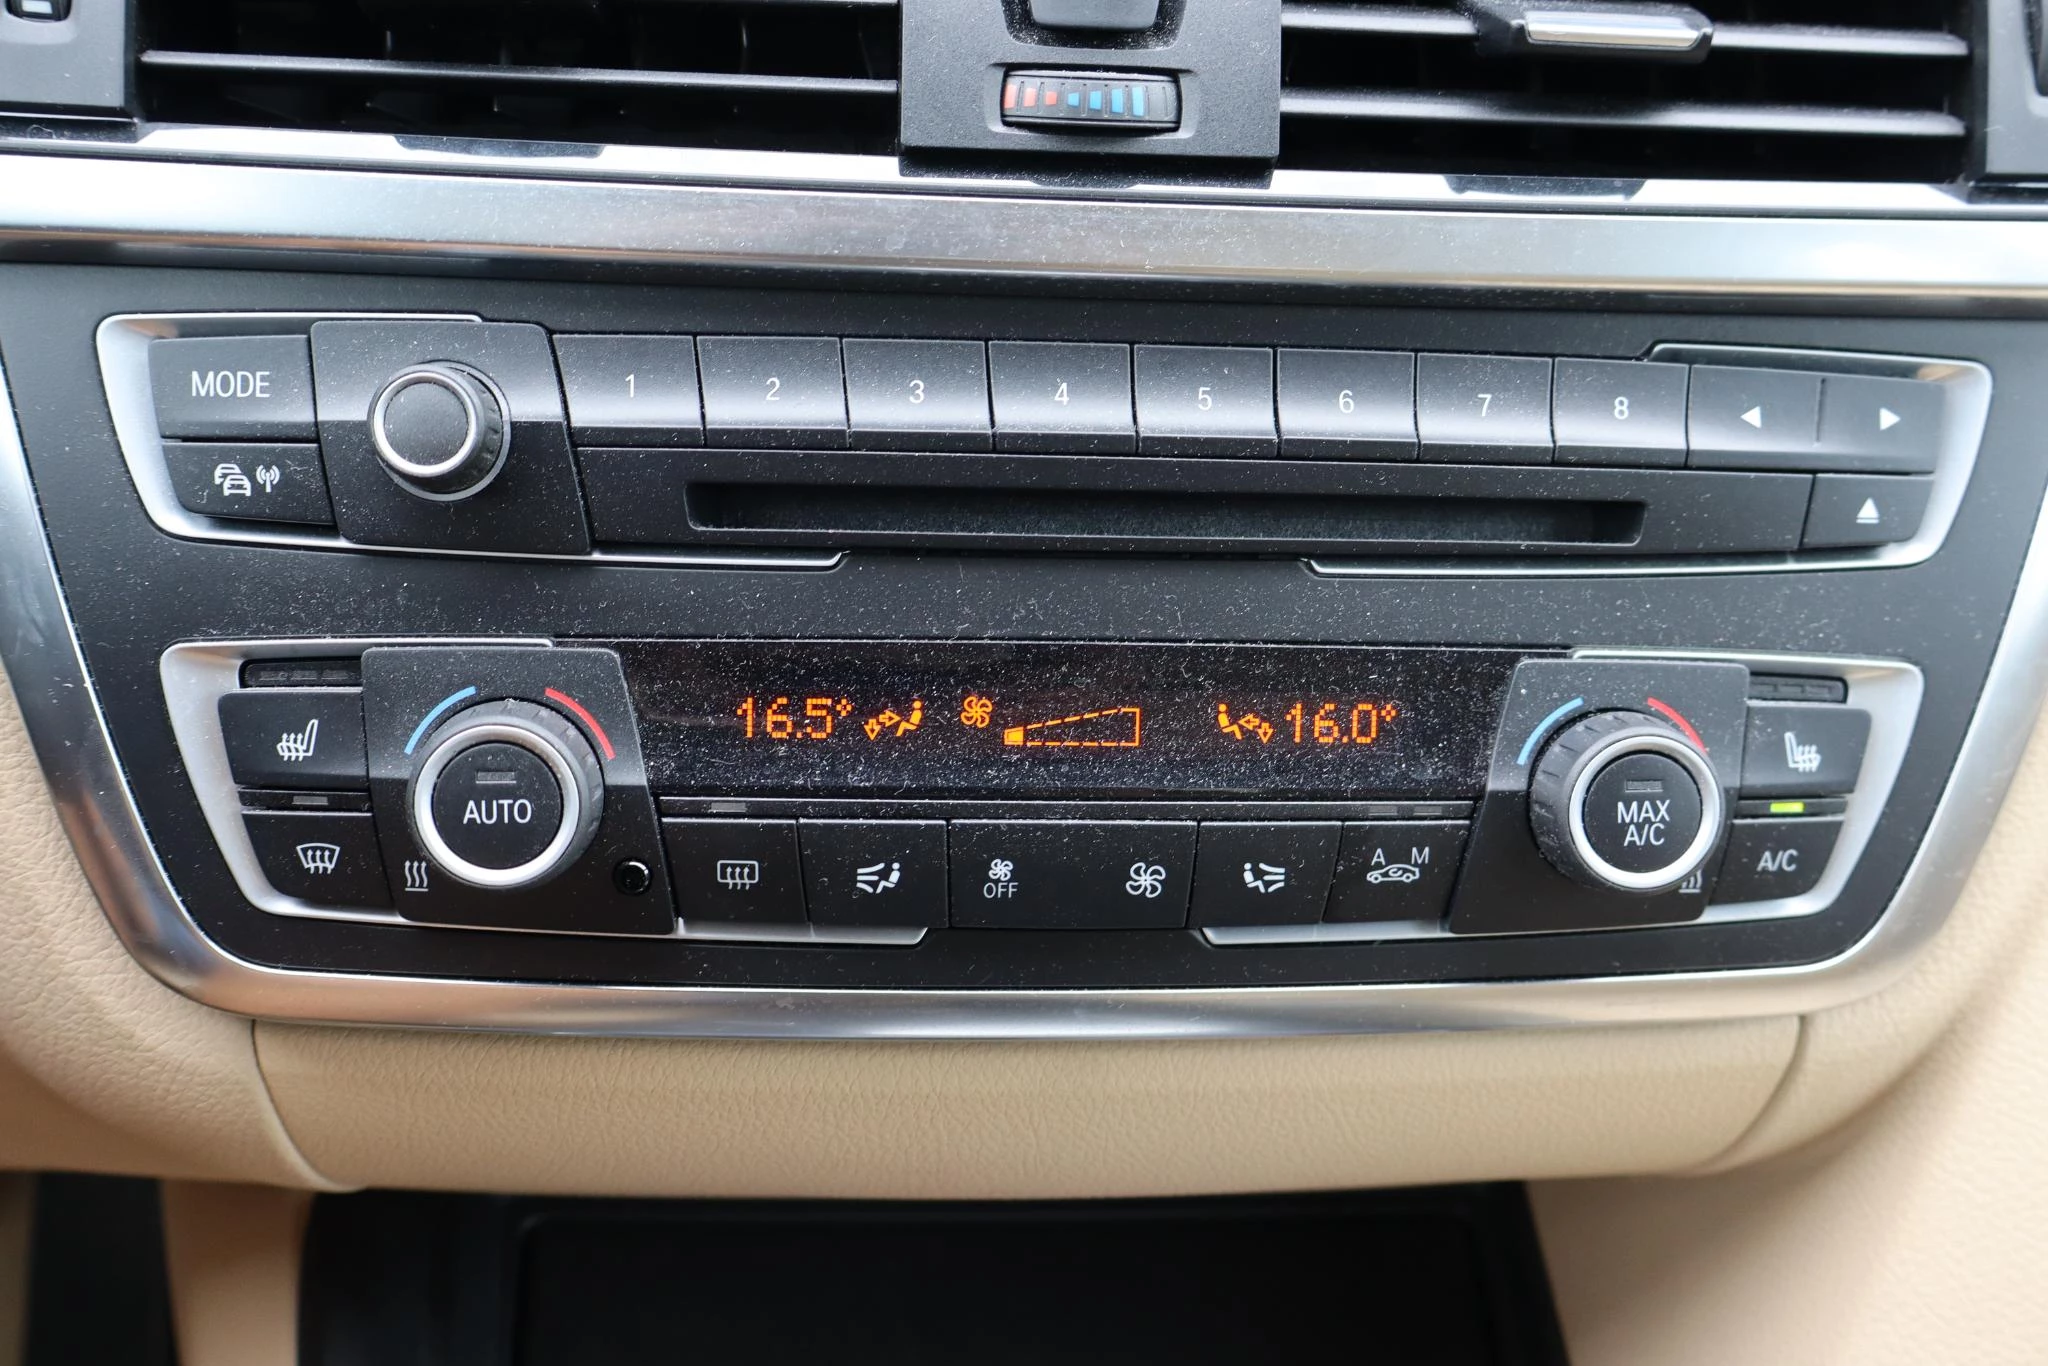 MODE
1 2 3 4 5 6 7 8
16.5° 16.0°
AUTO
MAX
A/C
OFF
A M
A/C